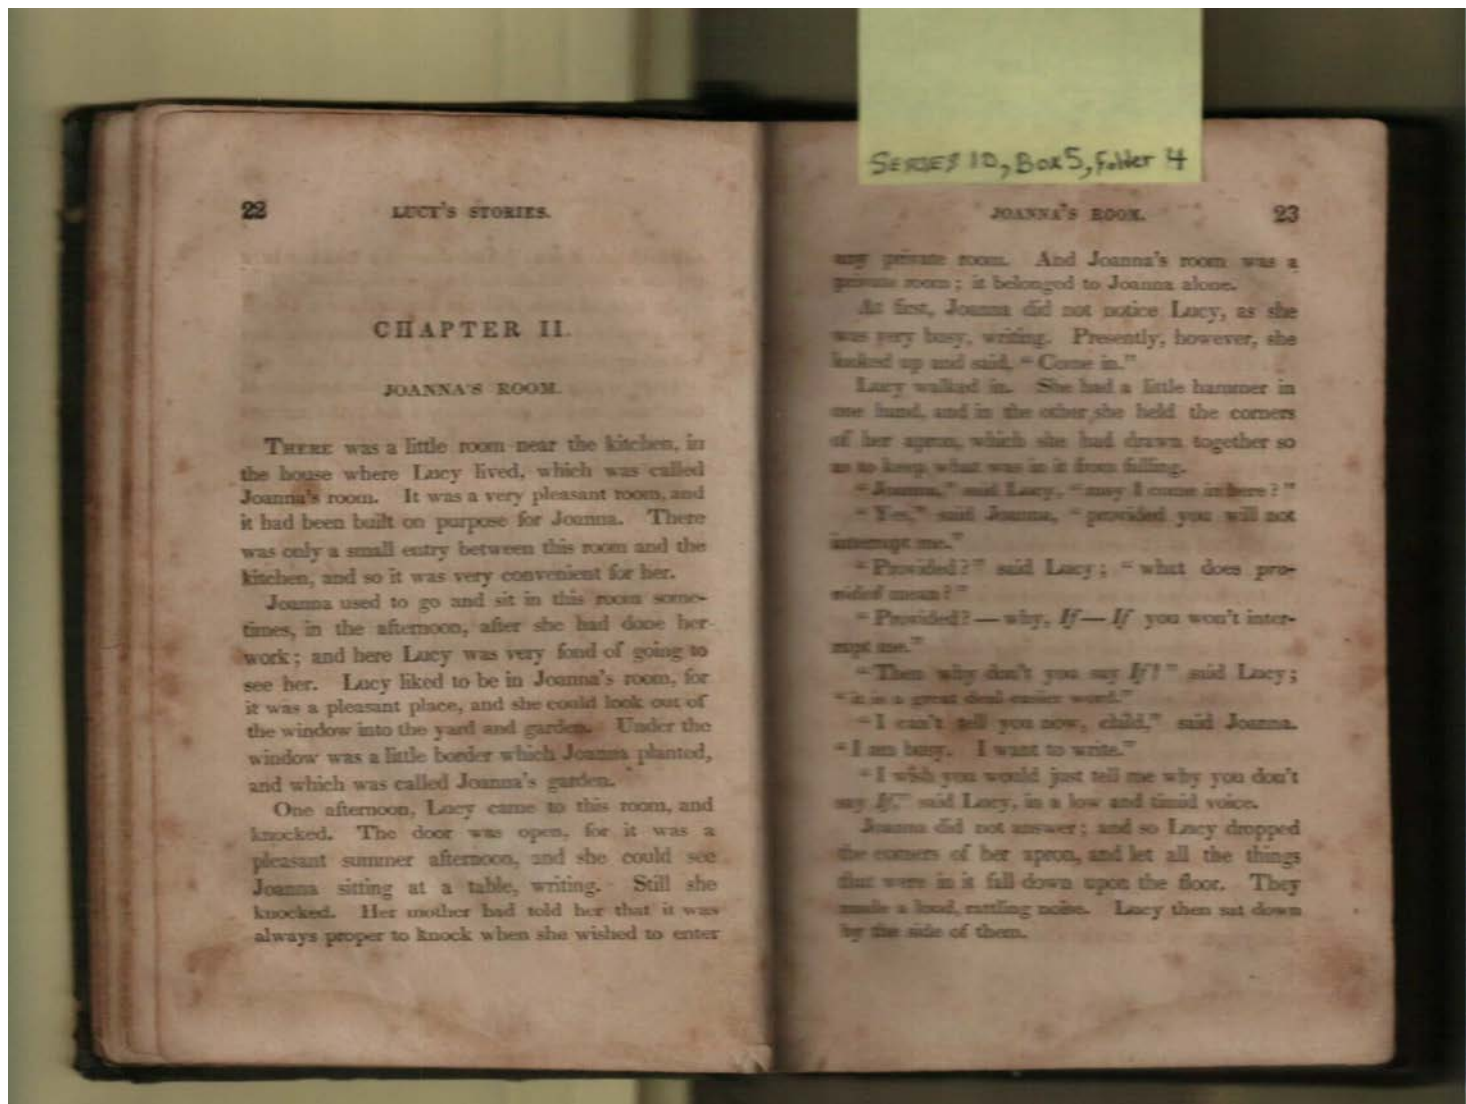 SERIES 10, Box 5, Folder 4
22 LUCY'S STORIES.
CHAPTER II.
JOANNA'S ROOM.
THERE was a little room near the kitchen, in
the house where Lucy lived, which was called
Joanna's room. It was a very pleasant room, and
it had been built on purpose for Joanna. There
was only a small entry between this room and the
kitchen, and so it was very convenient for her.
Joanna used to go and sit in this room some-
times, in the afternoon, after she had done her
work; and here Lucy was very fond of going to
see her. Lucy liked to be in Joanna's room, for
it was a pleasant place, and she could look out of
the window into the yard and garden. Under the
window was a little border which Joanna planted,
and which was called Joanna's garden.
One afternoon, Lucy came to this room, and
knocked. The door was open, for it was a
pleasant summer afternoon, and she could see
Joanna sitting at a table, writing. Still she
knocked. Her mother had told her that it was
always proper to knock when she wished to enter
JOANNA'S ROOM. 23
any private room. And Joanna's room was a
private room; it belonged to Joanna alone.
At first, Joanna did not notice Lucy, as she
was very busy, writing. Presently, however, she
looked up and said, "Come in."
Lucy walked in. She had a little hammer in
one hand, and in the other she held the corners
of her apron, which she had drawn together so
as to keep what was in it from falling.
"Joanna," said Lucy, "may I come in here?"
"Yes," said Joanna, "provided you will not
interrupt me."
"Provided?" said Lucy; "what does pro-
vided mean?"
"Provided?—why, If—If you won't inter-
rupt me."
"Then why don't you say If?" said Lucy;
"it is a great deal easier word."
"I can't tell you now, child," said Joanna.
"I am busy. I want to write."
"I wish you would just tell me why you don't
say If," said Lucy, in a low and timid voice.
Joanna did not answer; and so Lucy dropped
the corners of her apron, and let all the things
that were in it fall down upon the floor. They
made a loud, rattling noise. Lucy then sat down
by the side of them.